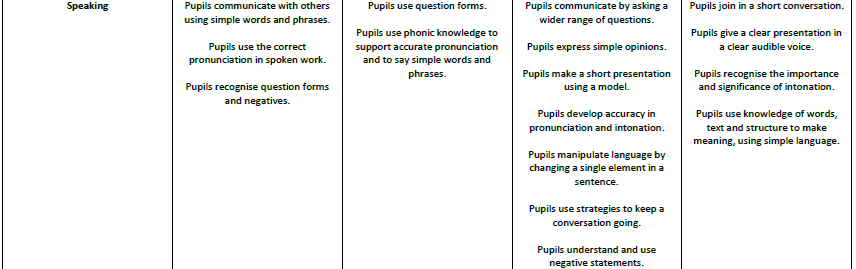 Speaking
Pupils communicate with others
using simple words and phrases.
Pupils use the correct
pronunciation in spoken work.
Pupils recognise question forms
and negatives.
Pupils use question forms.
Pupils use phonic knowledge to
support accurate pronunciation
and to say simple words and
phrases.
Pupils communicate by asking a
wider range of questions.
Pupils express simple opinions.
Pupils make a short presentation
using a model.
Pupils develop accuracy in
pronunciation and intonation.
Pupils manipulate language by
changing a single element in a
sentence.
Pupils use strategies to keep a
conversation going.
Pupils understand and use
negative statements.
Pupils join in a short conversation.
Pupils give a clear presentation in
a clear audible voice.
Pupils recognise the importance
and significance of intonation.
Pupils use knowledge of words,
text and structure to make
meaning, using simple language.